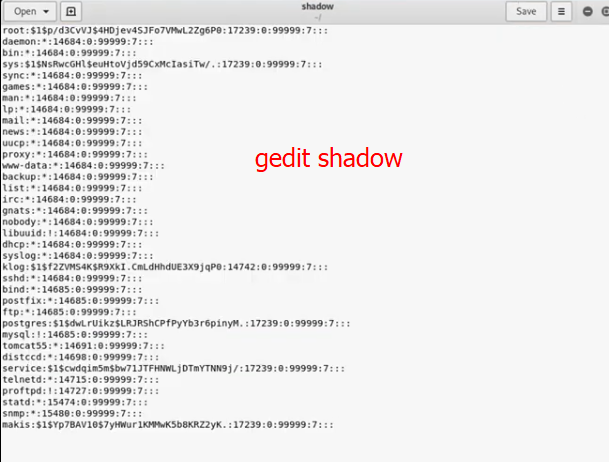 Open
shadow
~/
Save
root:$1$p/d3CvVJ$4HDjev4SJFo7VMwL2Zg6P0:17239:0:99999:7:::
daemon:*:14684:0:99999:7:::
bin:*:14684:0:99999:7:::
sys:$1$NsRwcGHl$euHtoVjd59CxMcIasiTw/.:17239:0:99999:7:::
sync:*:14684:0:99999:7:::
games:*:14684:0:99999:7:::
man:*:14684:0:99999:7:::
lp:*:14684:0:99999:7:::
mail:*:14684:0:99999:7:::
news:*:14684:0:99999:7:::
uucp:*:14684:0:99999:7:::
proxy:*:14684:0:99999:7:::
gedit shadow
www-data:*:14684:0:99999:7:::
backup:*:14684:0:99999:7:::
list:*:14684:0:99999:7:::
irc:*:14684:0:99999:7:::
gnats:*:14684:0:99999:7:::
nobody:*:14684:0:99999:7:::
libuuid:!:14684:0:99999:7:::
dhcp:*:14684:0:99999:7:::
syslog:*:14684:0:99999:7:::
klog:$1$f2ZVMS4K$R9XkI.CmLdHhdUE3X9jqP0:14742:0:99999:7:::
sshd:*:14684:0:99999:7:::
bind:*:14685:0:99999:7:::
postfix:*:14685:0:99999:7:::
ftp:*:14685:0:99999:7:::
postgres:$1$dwLrUikz$LRJRShCPfPyYb3r6pinyM.:17239:0:99999:7:::
mysql:!:14685:0:99999:7:::
tomcat55:*:14691:0:99999:7:::
distccd:*:14698:0:99999:7:::
service:$1$cwdqim5m$bw71JTFHNWLjDTmYTNN9j/:17239:0:99999:7:::
telnetd:*:14715:0:99999:7:::
proftpd:!:14727:0:99999:7:::
statd:*:15474:0:99999:7:::
snmp:*:15480:0:99999:7:::
makis:$1$Yp7BAV10$7yHWur1KMMwK5b8KRZ2yK.:17239:0:99999:7:::